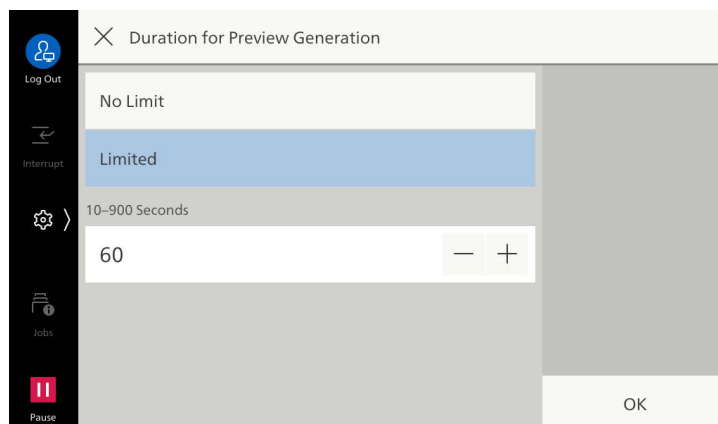 Duration for Preview Generation
Log Out
No Limit
Interrupt
Limited
10–900 Seconds
60
Jobs
Pause
OK